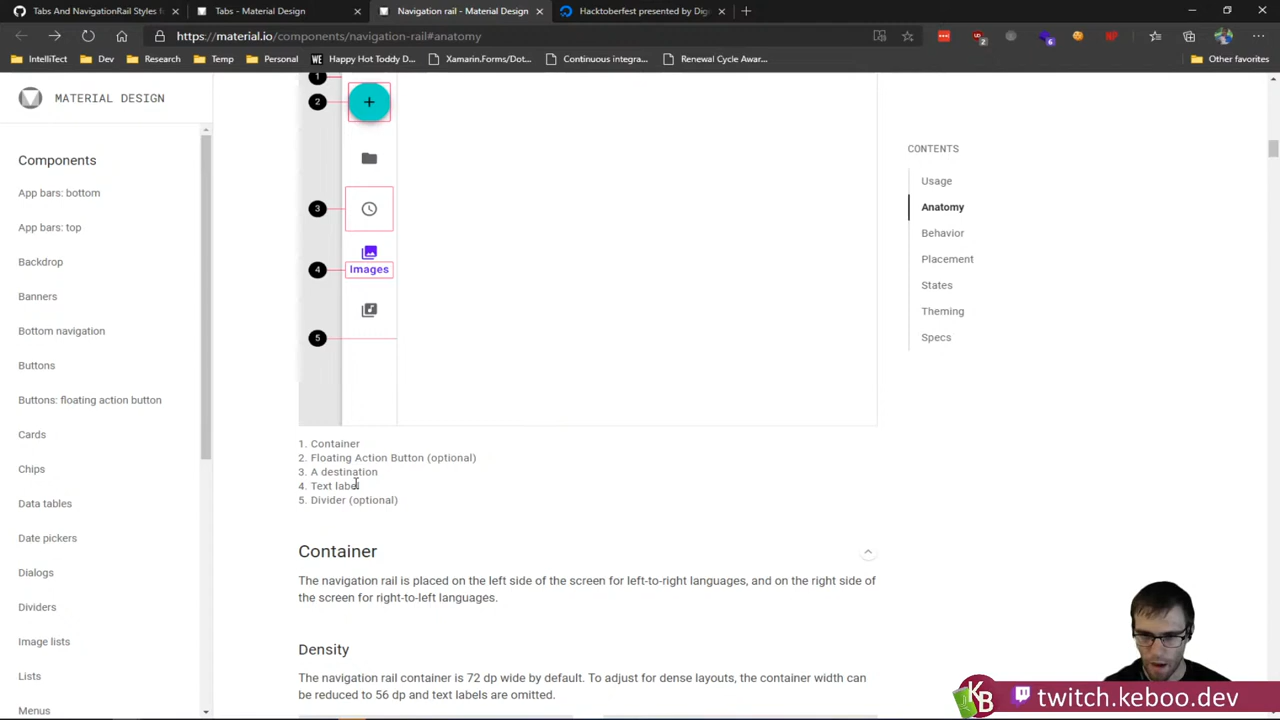 Tabs And NavigationRail Styles f
Tabs - Material Design
Navigation rail - Material Design
Hacktoberfest presented by Digi
https://material.io/components/navigation-rail#anatomy
IntelliTect
Dev
Research
Temp
Personal
Happy Hot Toddy D...
Xamarin.Forms/Dot...
Continuous integra...
Renewal Cycle Awar...
Other favorites
MATERIAL DESIGN
Components
App bars: bottom
App bars: top
Backdrop
Banners
Bottom navigation
Buttons
Buttons: floating action button
Cards
Chips
Data tables
Date pickers
Dialogs
Dividers
Image lists
Lists
Menus
1
2
3
4
Images
5
1. Container
2. Floating Action Button (optional)
3. A destination
4. Text label
5. Divider (optional)
Container
The navigation rail is placed on the left side of the screen for left-to-right languages, and on the right side of
the screen for right-to-left languages.
Density
The navigation rail container is 72 dp wide by default. To adjust for dense layouts, the container width can
be reduced to 56 dp and text labels are omitted.
CONTENTS
Usage
Anatomy
Behavior
Placement
States
Theming
Specs
KB
twitch.keboo.dev